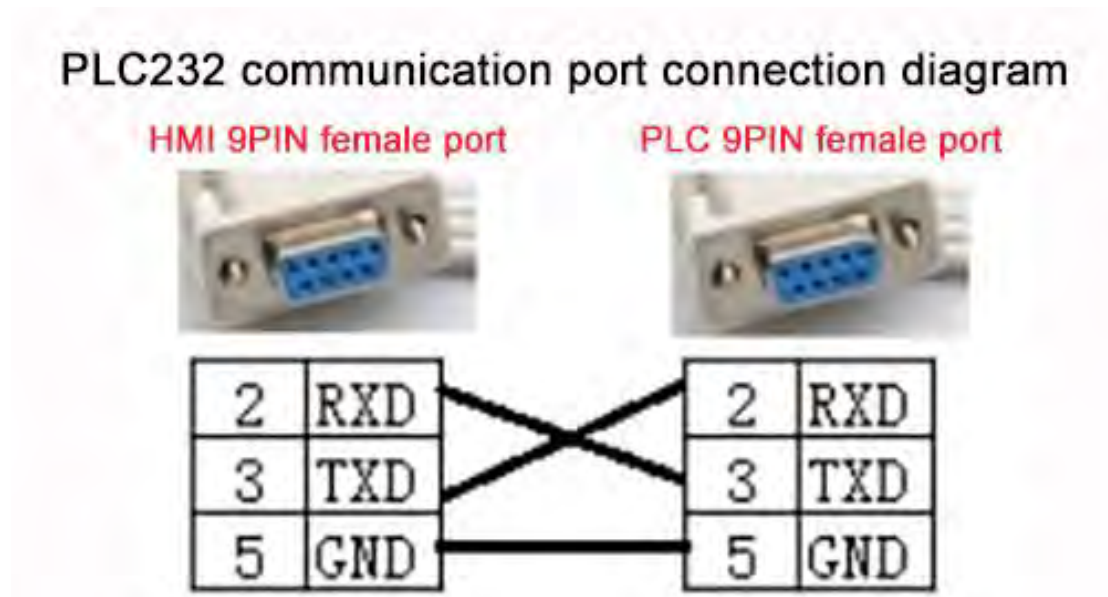 PLC232 communication port connection diagram
HMI 9PIN female port PLC 9PIN female port
2 RXD 2 RXD
3 TXD 3 TXD
5 GND 5 GND